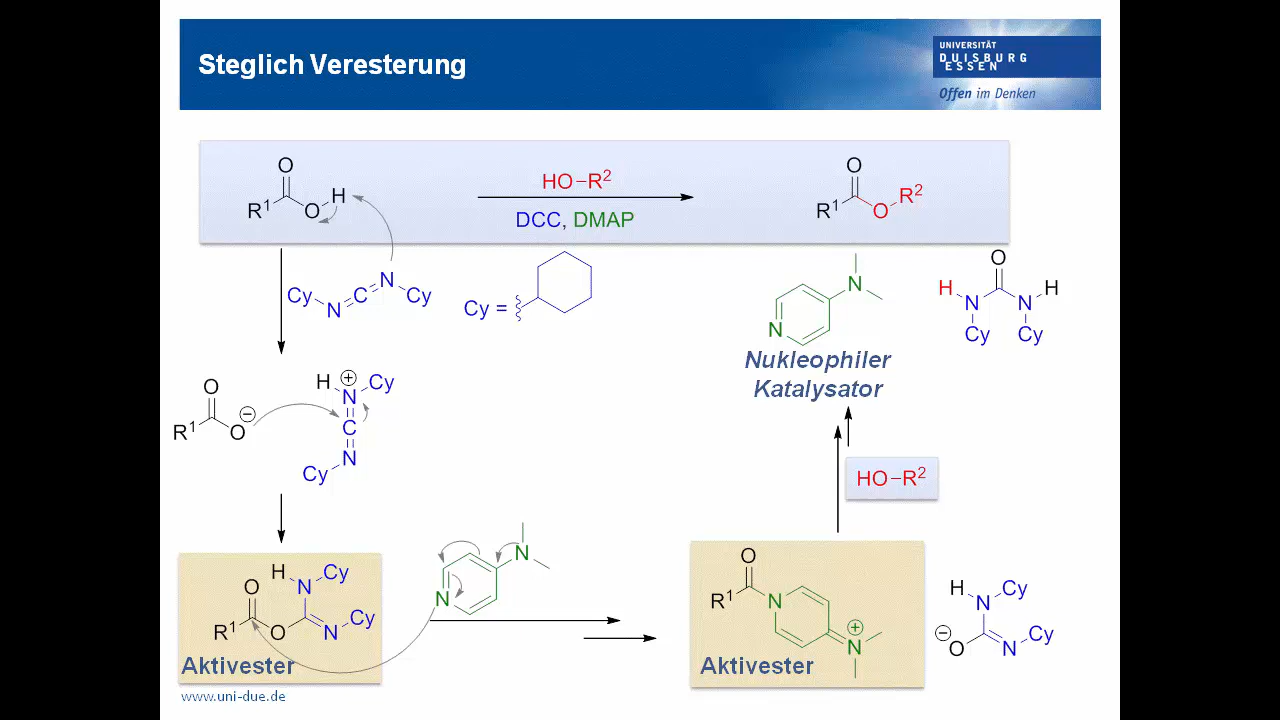 Steglich Veresterung
UNIVERSITÄT
DUISBURG
ESSEN
Offen im Denken
O
R¹ O H
HO–R²
DCC, DMAP
O
R¹ O R²
Cy N C N Cy
Cy =
N N
Nukleophiler
Katalysator
O
H N N H
Cy Cy
O
R¹ O ⊖
H ⊕ Cy
N
C
N
Cy
HO–R²
H N Cy
O
R¹ O N Cy
Aktivester
N N
O
R¹ N
⊕
N
Aktivester
H N Cy
⊖ O N Cy
www.uni-due.de